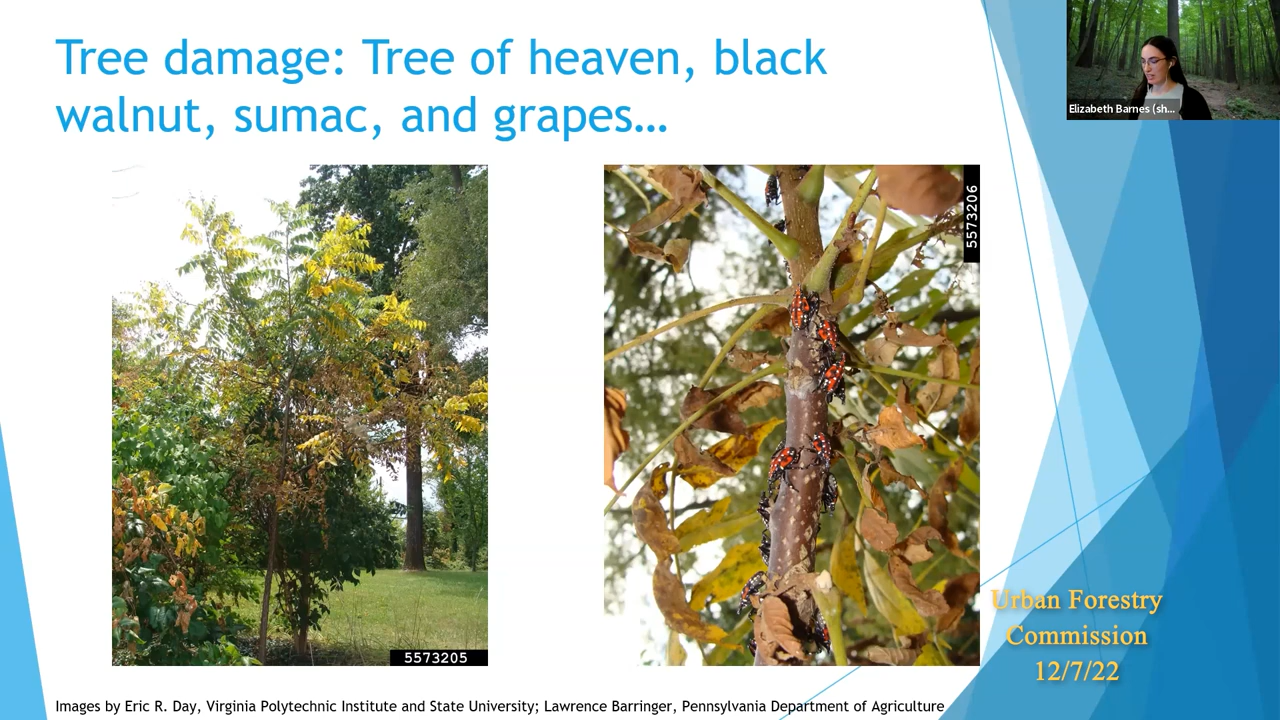 Tree damage: Tree of heaven, black
walnut, sumac, and grapes…
Elizabeth Barnes (sh...
5573206
5573205
Urban Forestry
Commission
12/7/22
Images by Eric R. Day, Virginia Polytechnic Institute and State University; Lawrence Barringer, Pennsylvania Department of Agriculture